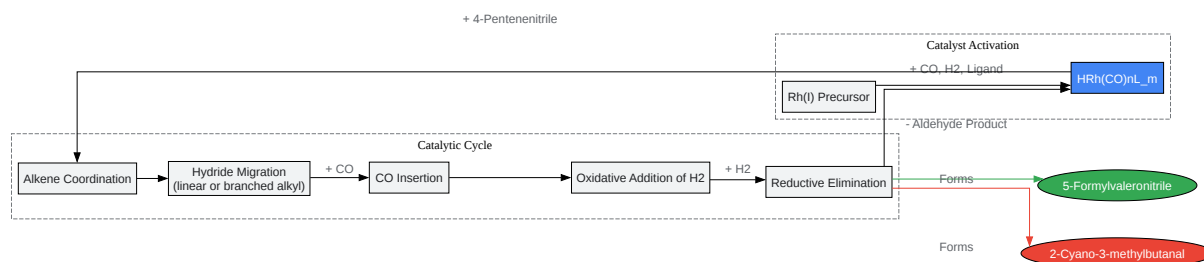 + 4-Pentenenitrile
Catalyst Activation
+ CO, H2, Ligand
HRh(CO)nL_m
Rh(I) Precursor
- Aldehyde Product
Catalytic Cycle
Alkene Coordination
Hydride Migration
(linear or branched alkyl)
+ CO
CO Insertion
Oxidative Addition of H2
+ H2
Reductive Elimination
Forms
5-Formylvaleronitrile
Forms
2-Cyano-3-methylbutanal